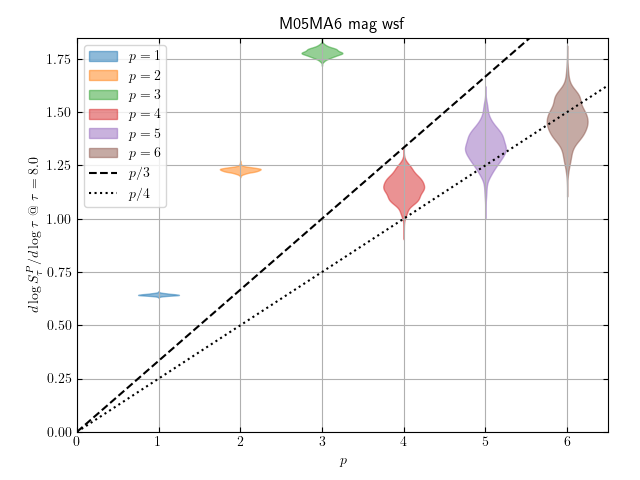 M05MA6 mag wsf
p = 1
p = 2
p = 3
p = 4
p = 5
p = 6
p/3
p/4
d log S_τ^P / d log τ @ τ = 8.0
1.75
1.50
1.25
1.00
0.75
0.50
0.25
0.00
0 1 2 3 4 5 6
p